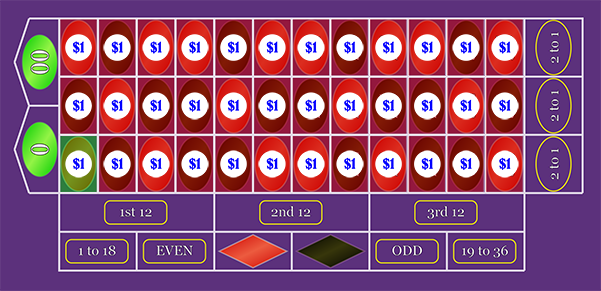 00 $1 $1 $1 $1 $1 $1 $1 $1 $1 $1 $1 $1 2 to 1
$1 $1 $1 $1 $1 $1 $1 $1 $1 $1 $1 $1 2 to 1
0 $1 $1 $1 $1 $1 $1 $1 $1 $1 $1 $1 $1 2 to 1
1st 12 2nd 12 3rd 12
1 to 18 EVEN ODD 19 to 36